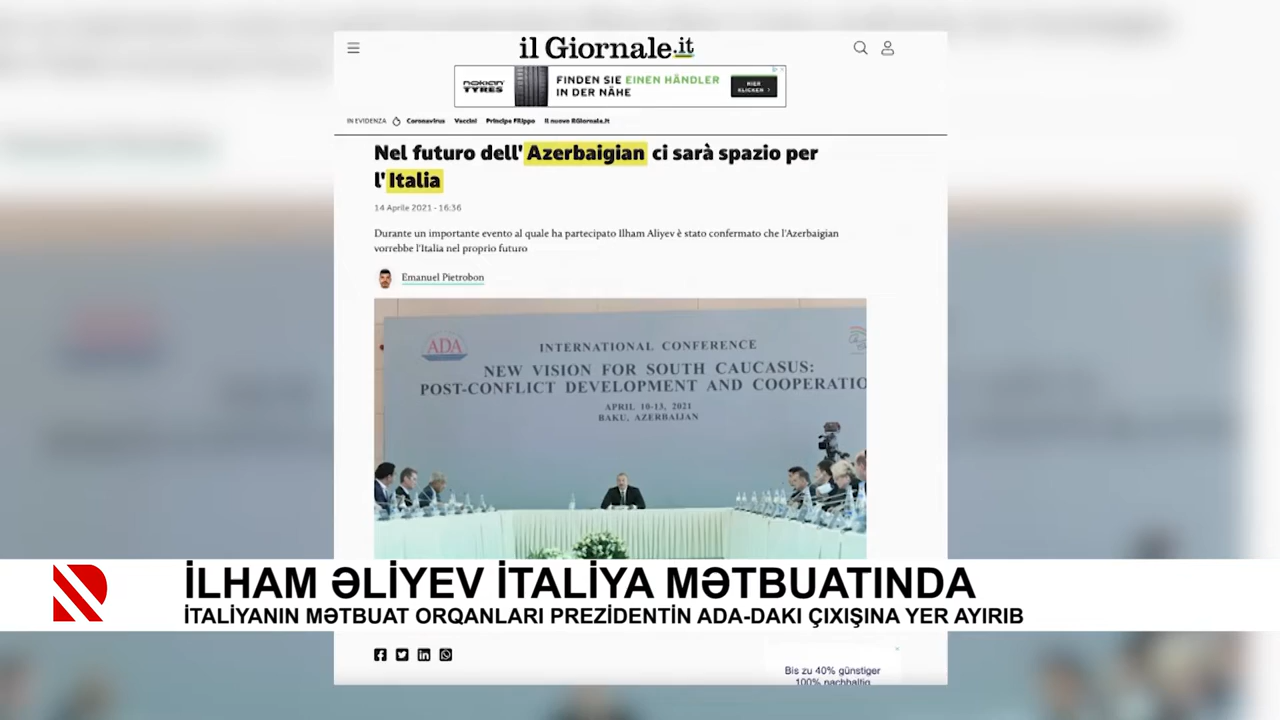 il Giornale.it
NOKIAN TYRES
FINDEN SIE EINEN HÄNDLER
IN DER NÄHE
HIER
KLICKEN
IN EVIDENZA
Coronavirus
Vaccini
Principe Filippo
Il nuovo ilGiornale.it
Nel futuro dell'Azerbaigian ci sarà spazio per
l'Italia
14 Aprile 2021 - 16:36
Durante un importante evento al quale ha partecipato Ilham Aliyev è stato confermato che l'Azerbaigian
vorrebbe l'Italia nel proprio futuro
Emanuel Pietrobon
ADA
INTERNATIONAL CONFERENCE
NEW VISION FOR SOUTH CAUCASUS:
POST-CONFLICT DEVELOPMENT AND COOPERATIO
APRIL 10-13, 2021
BAKU, AZERBAIJAN
İLHAM ƏLİYEV İTALİYA MƏTBUATINDA
İTALİYANIN MƏTBUAT ORQANLARI PREZİDENTİN ADA-DAKI ÇIXIŞINA YER AYIRIB
Bis zu 40% günstiger
100% nachhaltig